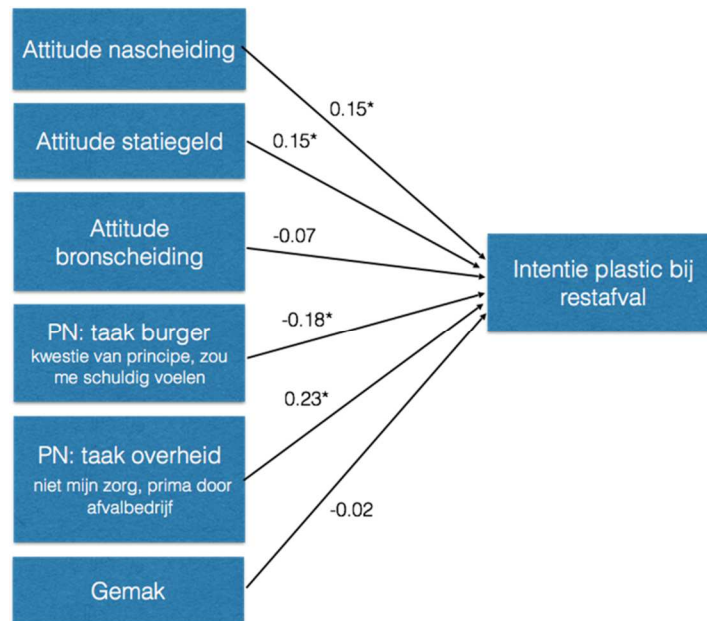 Attitude nascheiding
0.15*
Attitude statiegeld
0.15*
Attitude
bronscheiding
-0.07
Intentie plastic bij
restafval
PN: taak burger
kwestie van principe, zou
me schuldig voelen
-0.18*
PN: taak overheid
niet mijn zorg, prima door
afvalbedrijf
0.23*
-0.02
Gemak